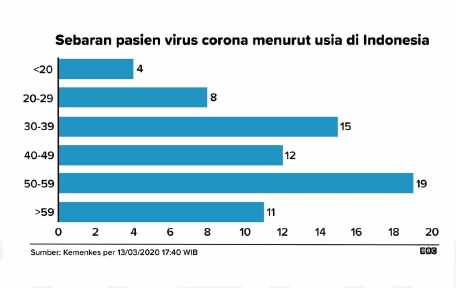 Sebaran pasien virus corona menurut usia di Indonesia
<20 4
20-29 8
30-39 15
40-49 12
50-59 19
>59 11
0 2 4 6 8 10 12 14 16 18 20
Sumber: Kemenkes per 13/03/2020 17:40 WIB BBC